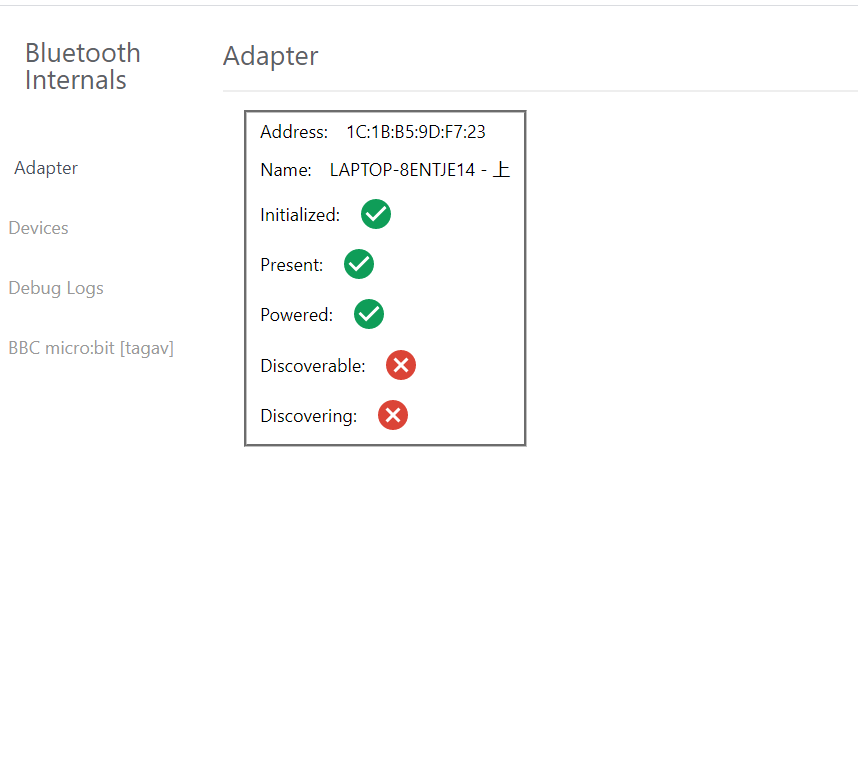 Bluetooth
Internals
Adapter
Devices
Debug Logs
BBC micro:bit [tagav]
Adapter
Address: 1C:1B:B5:9D:F7:23
Name: LAPTOP-8ENTJE14 - 上
Initialized:
Present:
Powered:
Discoverable:
Discovering: